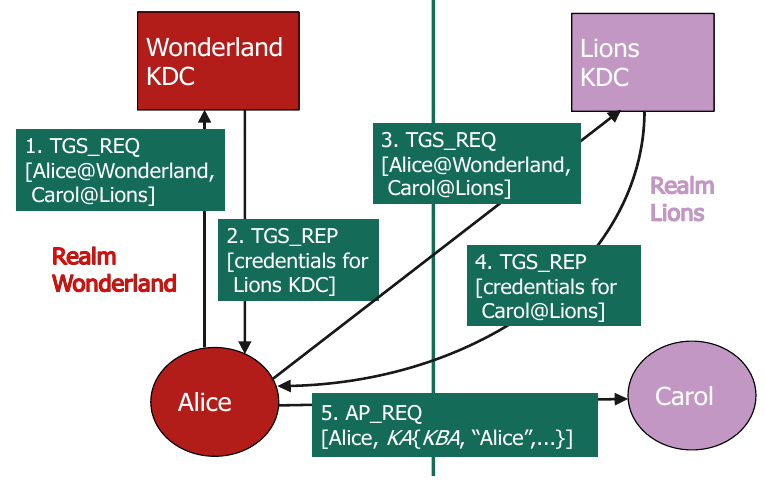 Wonderland
KDC
Lions
KDC
1. TGS_REQ
[Alice@Wonderland,
Carol@Lions]
3. TGS_REQ
[Alice@Wonderland,
Carol@Lions]
Realm
Lions
2. TGS_REP
[credentials for
Lions KDC]
Realm
Wonderland
4. TGS_REP
[credentials for
Carol@Lions]
Alice
Carol
5. AP_REQ
[Alice, KA{KBA, “Alice”,...}]